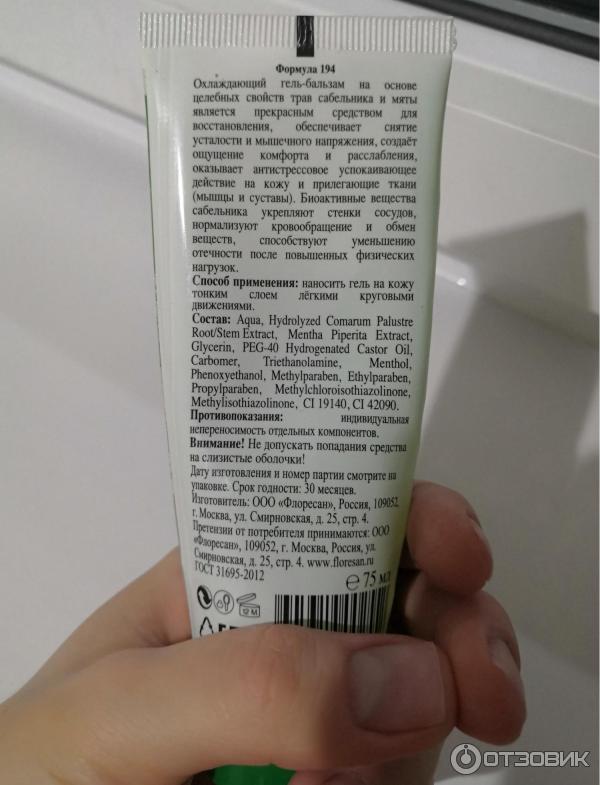 Формула 194
Охлаждающий гель-бальзам на основе
целебных свойств трав сабельника и мяты
является прекрасным средством для
восстановления, обеспечивает снятие
усталости и мышечного напряжения, создаёт
ощущение комфорта и расслабления,
оказывает антистрессовое успокаивающее
действие на кожу и прилегающие ткани
(мышцы и суставы). Биоактивные вещества
сабельника укрепляют стенки сосудов,
нормализуют кровообращение и обмен
веществ, способствуют уменьшению
отечности после повышенных физических
нагрузок.
Способ применения: наносить гель на кожу
тонким слоем лёгкими круговыми
движениями.
Состав: Aqua, Hydrolyzed Comarum Palustre
Root/Stem Extract, Mentha Piperita Extract,
Glycerin, PEG-40 Hydrogenated Castor Oil,
Carbomer, Triethanolamine, Menthol,
Phenoxyethanol, Methylparaben, Ethylparaben,
Propylparaben, Methylchloroisothiazolinone,
Methylisothiazolinone, CI 19140, CI 42090.
Противопоказания: индивидуальная
непереносимость отдельных компонентов.
Внимание! Не допускать попадания средства
на слизистые оболочки!
Дату изготовления и номер партии смотрите на
упаковке. Срок годности: 30 месяцев.
Изготовитель: ООО «Флоресан», Россия, 109052,
г. Москва, ул. Смирновская, д. 25, стр. 4.
Претензии от потребителя принимаются: ООО
«Флоресан», 109052, г. Москва, Россия, ул.
Смирновская, д. 25, стр. 4. www.floresan.ru
ГОСТ 31695-2012
℮ 75 мл
12 M
ОТЗОВИК